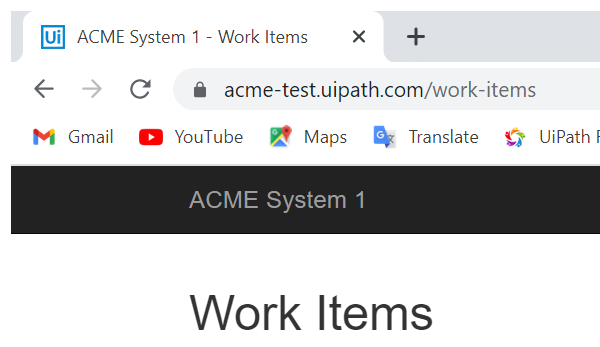 Ui ACME System 1 - Work Items
acme-test.uipath.com/work-items
Gmail YouTube Maps Translate UiPath
ACME System 1
Work Items